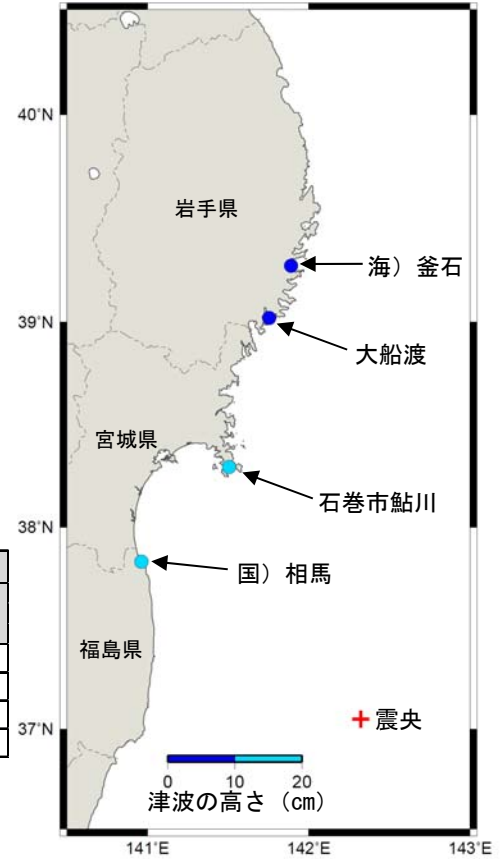 40°N
岩手県
海）釜石
39°N
大船渡
宮城県
石巻市鮎川
38°N
国）相馬
福島県
37°N
震央
0 10 20
津波の高さ（cm）
141°E 142°E 143°E